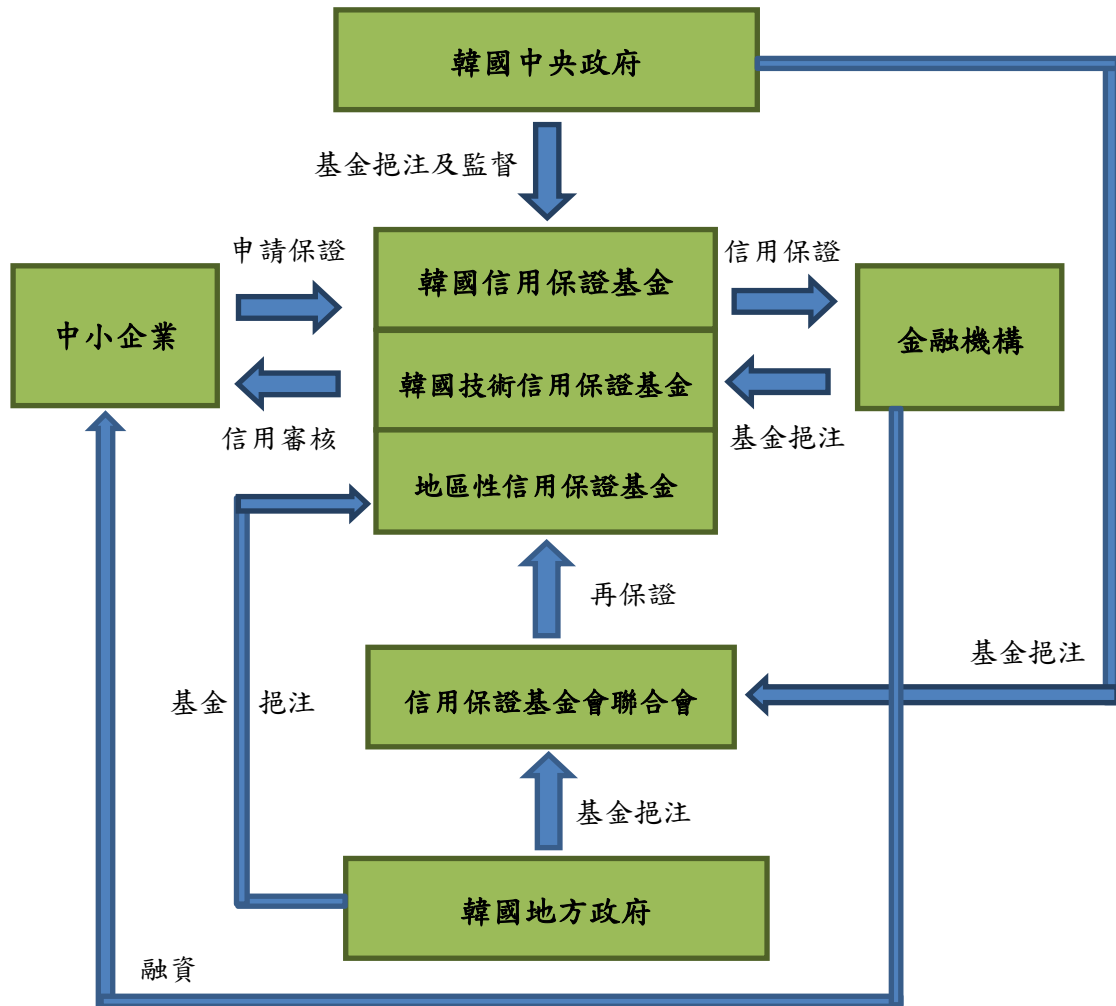 韓國中央政府
基金挹注及監督
申請保證
信用保證
韓國信用保證基金
中小企業
金融機構
韓國技術信用保證基金
信用審核
基金挹注
地區性信用保證基金
再保證
基金挹注
信用保證基金會聯合會
基金 挹注
基金挹注
韓國地方政府
融資